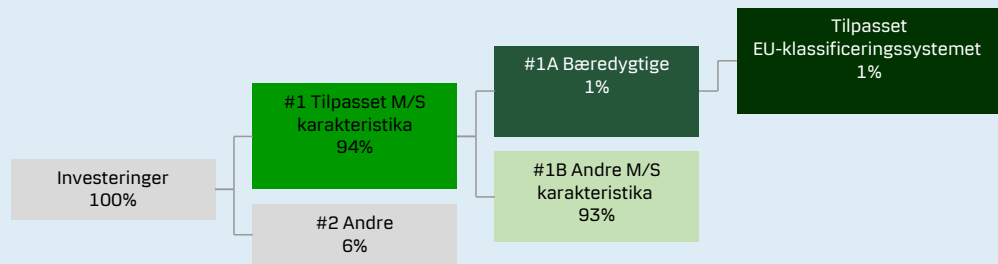 Investeringer
100%
#1 Tilpasset M/S
karakteristika
94%
#2 Andre
6%
#1A Bæredygtige
1%
#1B Andre M/S
karakteristika
93%
Tilpasset
EU-klassificeringssystemet
1%